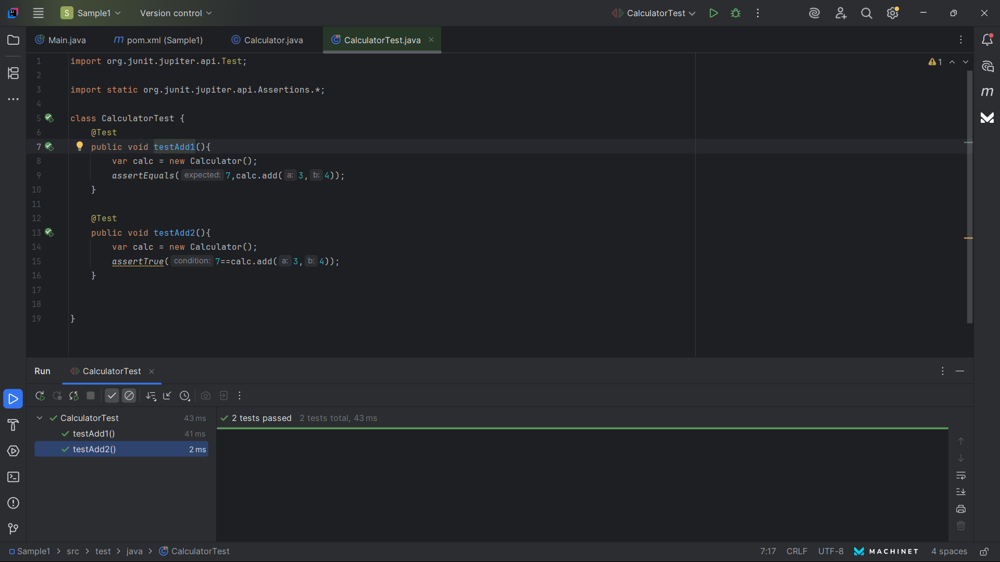 S Sample1 Version control CalculatorTest
Main.java m pom.xml (Sample1) Calculator.java CalculatorTest.java
1 import org.junit.jupiter.api.Test; 1
2
3 import static org.junit.jupiter.api.Assertions.*;
4
5 class CalculatorTest {
6 @Test
7 public void testAdd1(){
8 var calc = new Calculator();
9 assertEquals( expected: 7,calc.add( a: 3, b: 4));
10 }
11
12 @Test
13 public void testAdd2(){
14 var calc = new Calculator();
15 assertTrue( condition: 7==calc.add( a: 3, b: 4));
16 }
17
18
19 }
m
Run CalculatorTest
CalculatorTest 43 ms
testAdd1() 41 ms
testAdd2() 2 ms
2 tests passed 2 tests total, 43 ms
Sample1 > src > test > java > CalculatorTest 7:17 CRLF UTF-8 MACHINET 4 spaces